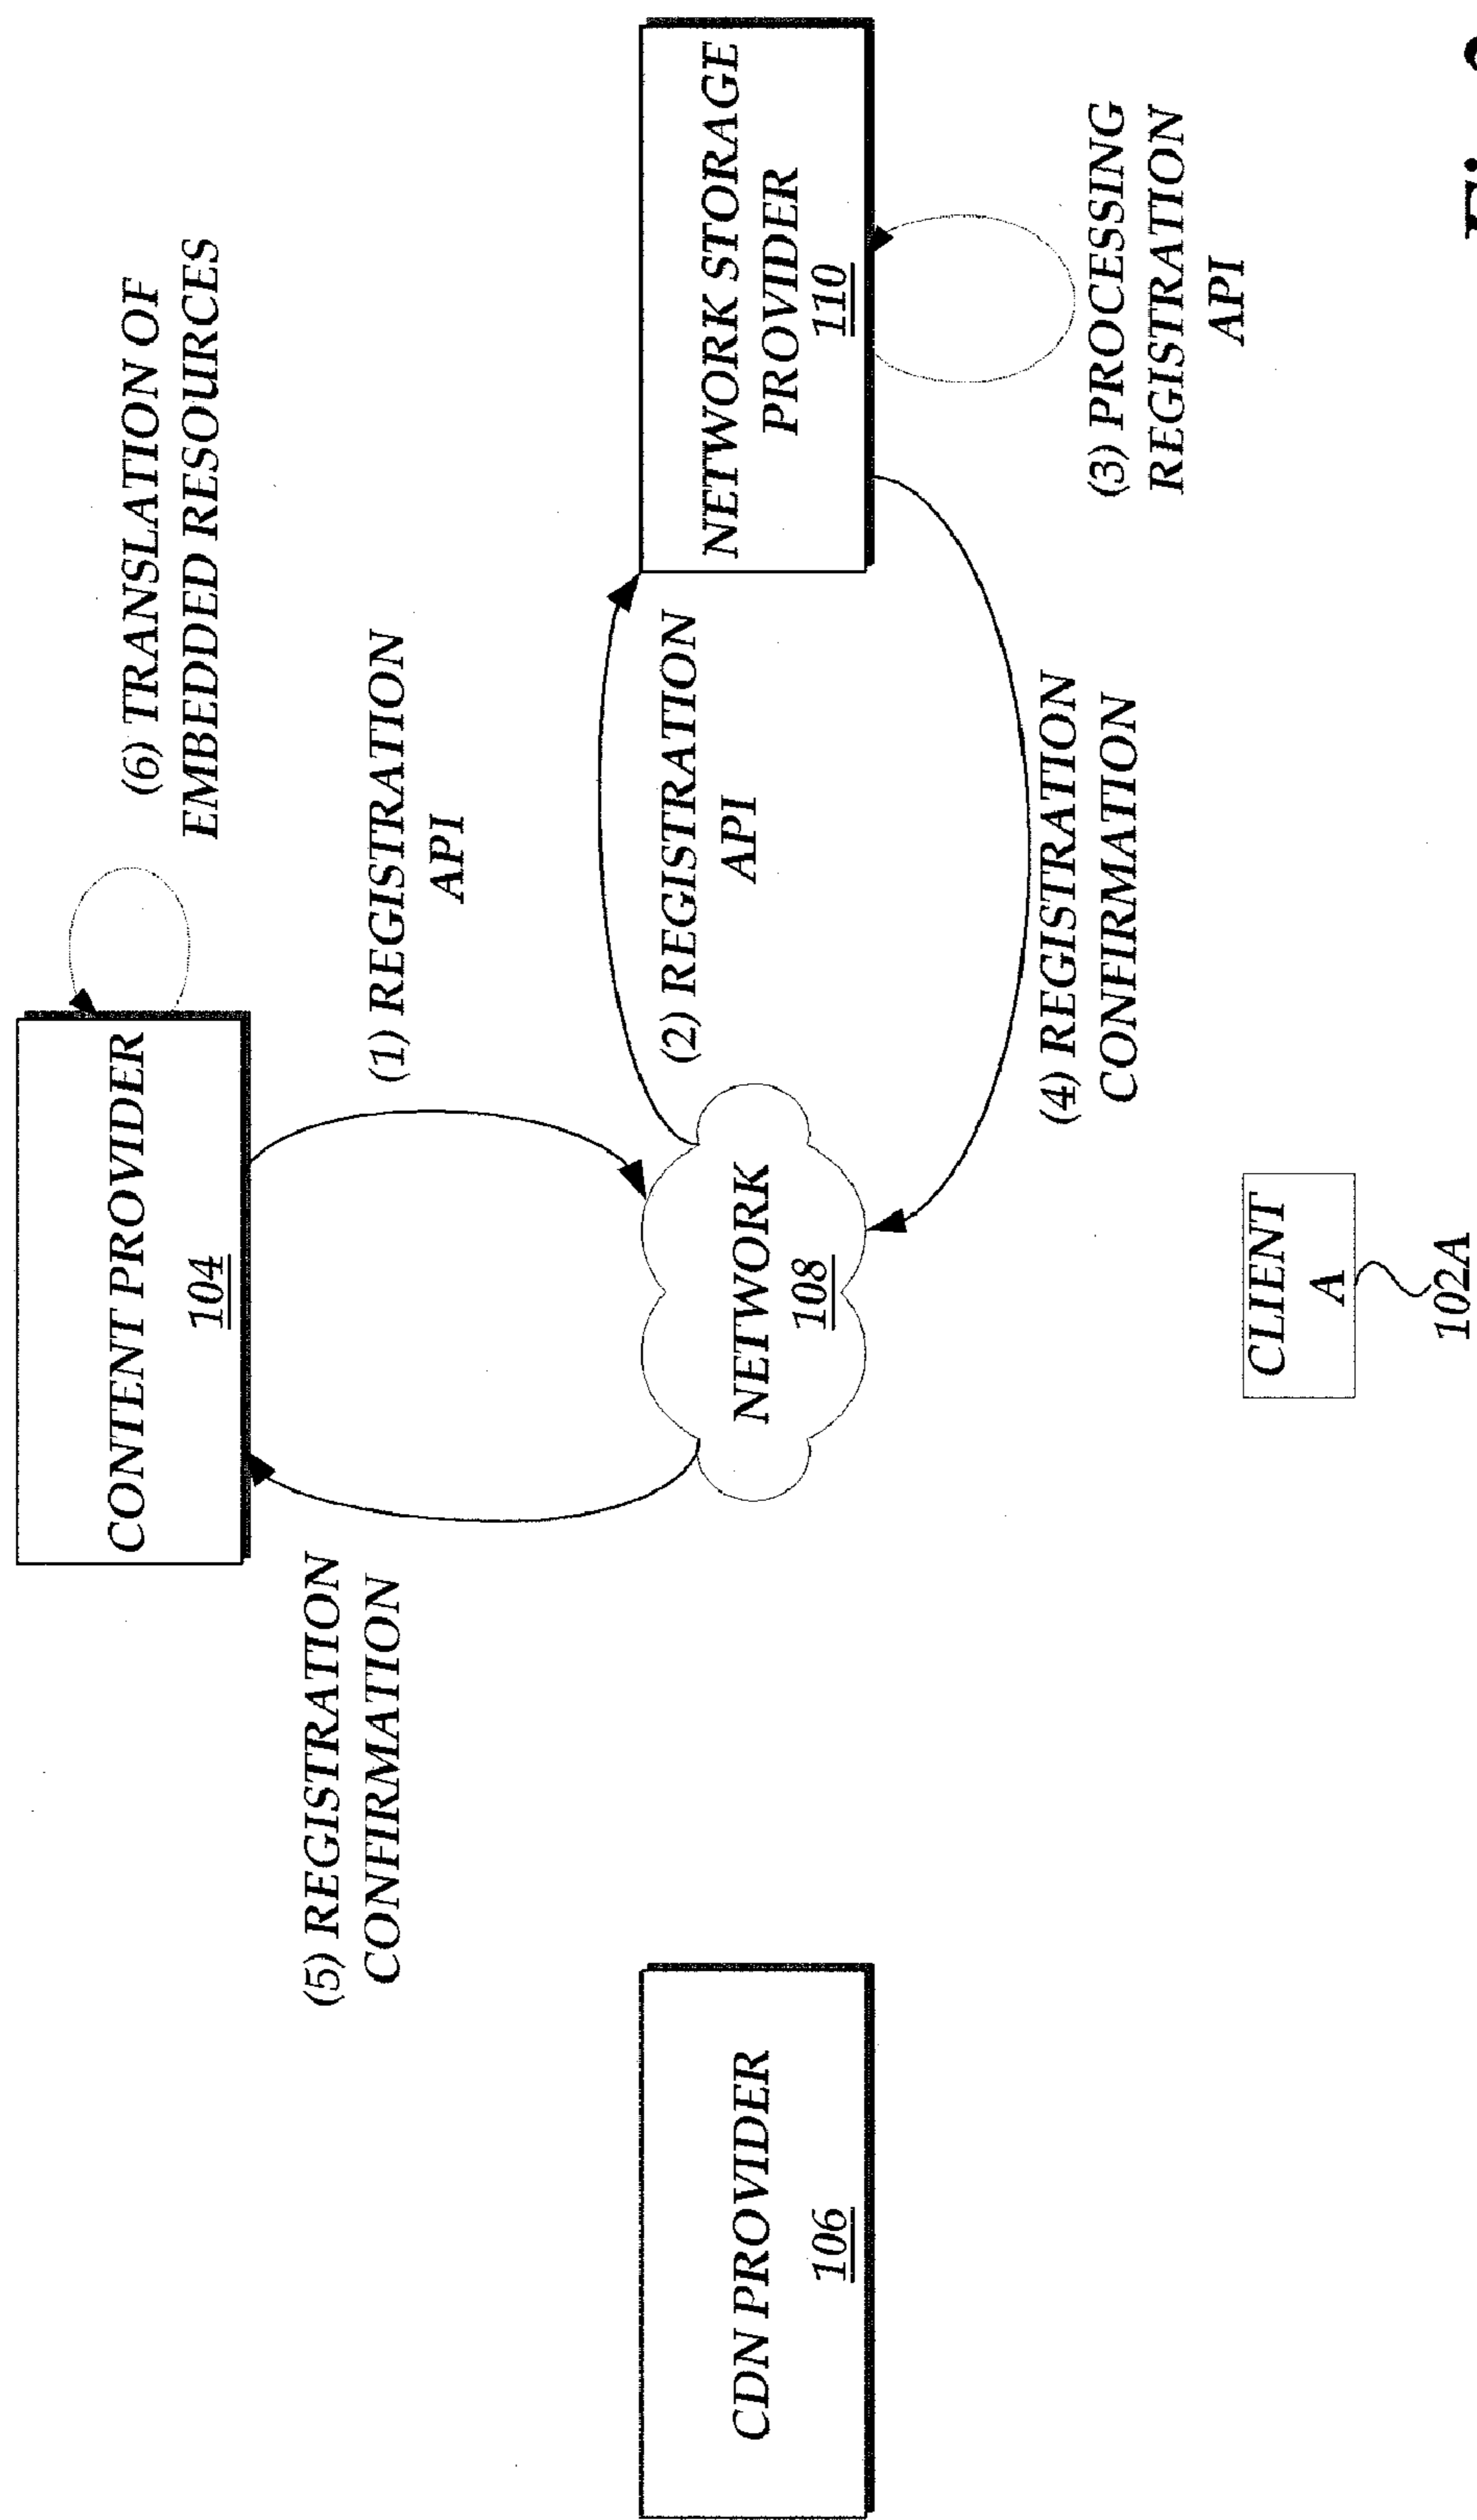 CONTENT PROVIDER
104
(6) TRANSLATION OF
EMBEDDED RESOURCES
(5) REGISTRATION
CONFIRMATION
(1) REGISTRATION
API
CDN PROVIDER
106
NETWORK
108
(2) REGISTRATION
API
NETWORK STORAGE
PROVIDER
110
(4) REGISTRATION
CONFIRMATION
(3) PROCESSING
REGISTRATION
API
CLIENT
A
102A